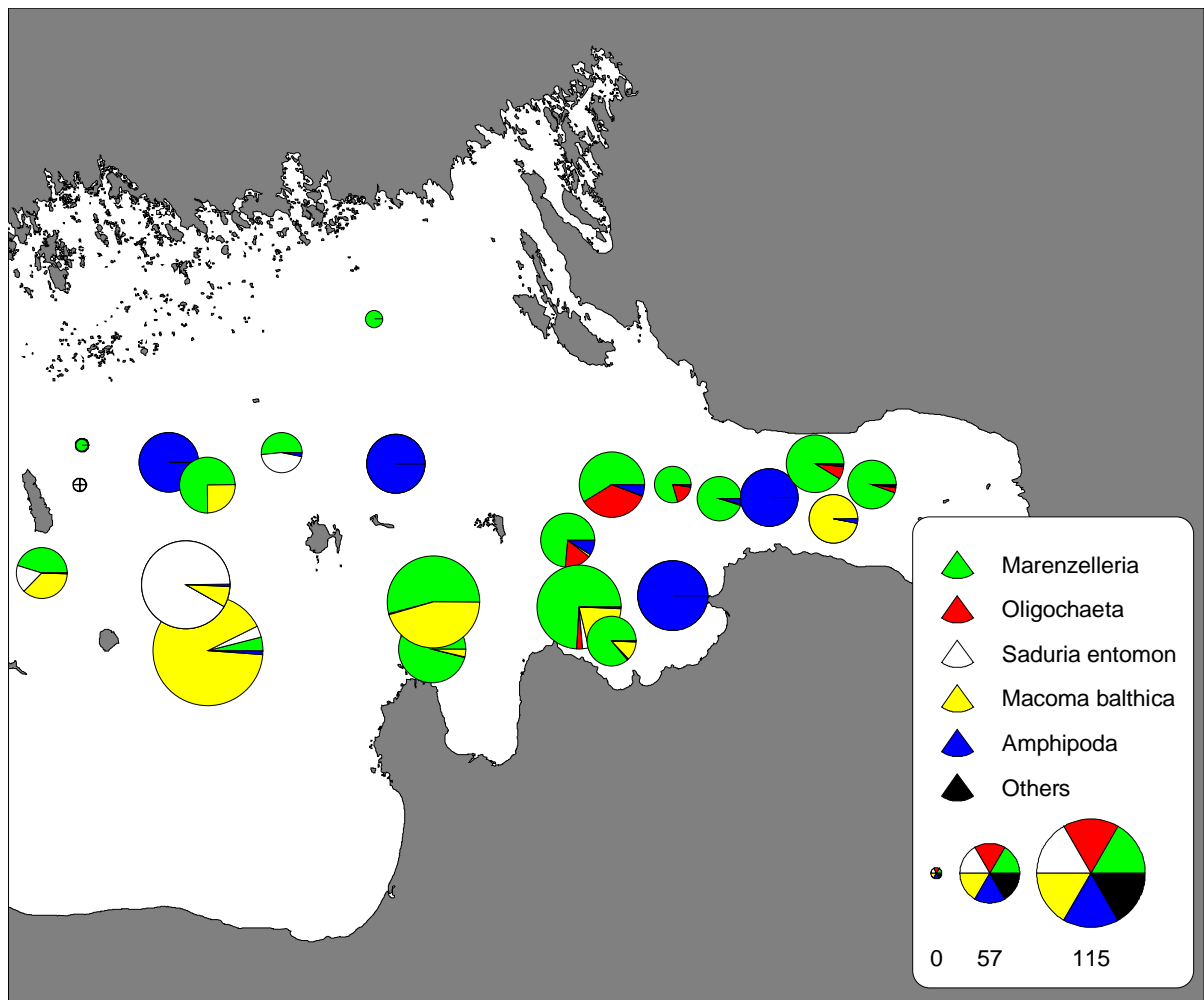 Marenzelleria
Oligochaeta
Saduria entomon
Macoma balthica
Amphipoda
Others
0 57 115